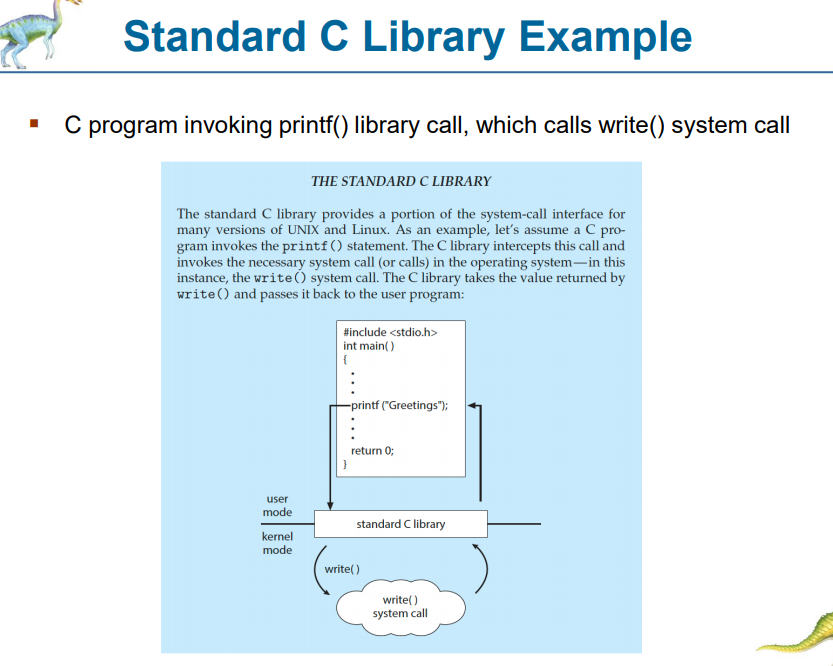 Standard C Library Example
▪ C program invoking printf() library call, which calls write() system call
THE STANDARD C LIBRARY
The standard C library provides a portion of the system-call interface for
many versions of UNIX and Linux. As an example, let's assume a C pro-
gram invokes the printf() statement. The C library intercepts this call and
invokes the necessary system call (or calls) in the operating system—in this
instance, the write() system call. The C library takes the value returned by
write() and passes it back to the user program:
#include <stdio.h>
int main( )
{
.
.
.
printf ("Greetings");
.
.
.
return 0;
}
user
mode
standard C library
kernel
mode
write( )
write( )
system call